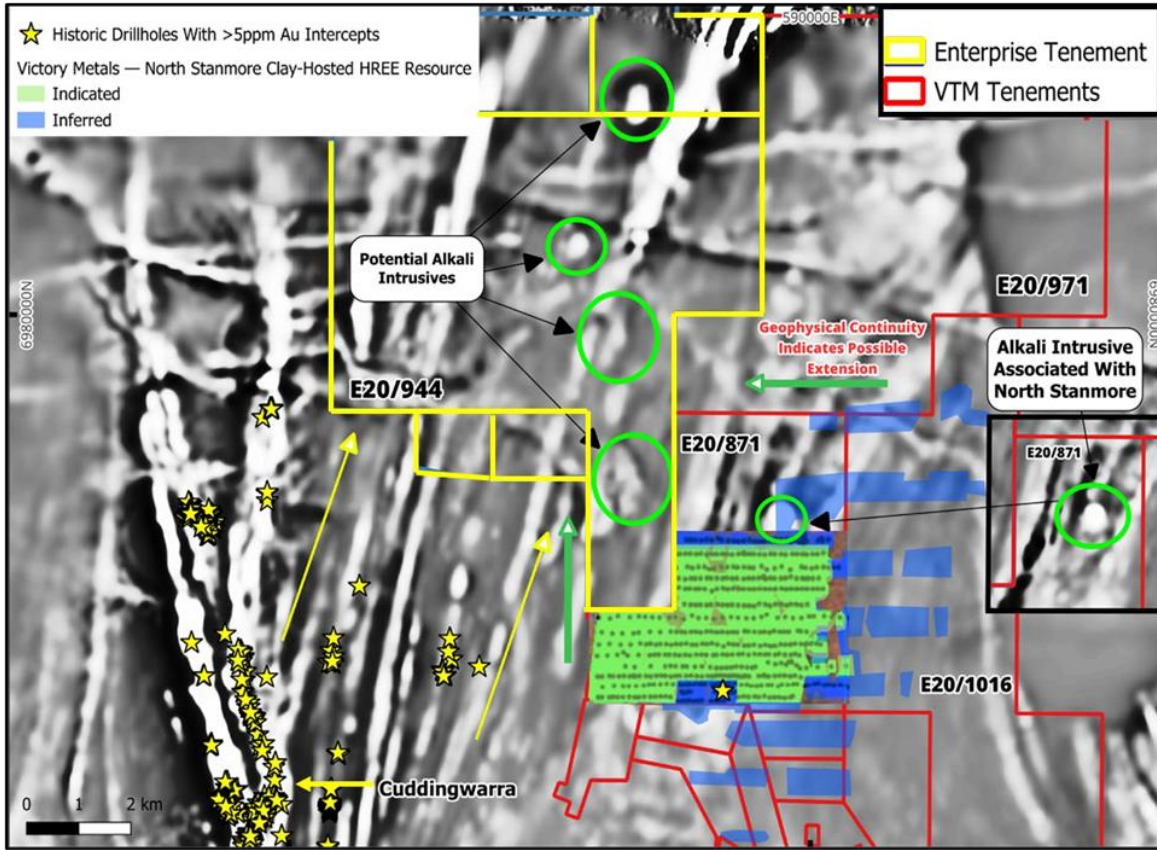 Historic Drillholes With >5ppm Au Intercepts
Victory Metals — North Stanmore Clay-Hosted HREE Resource
Indicated
Inferred
590000E
Enterprise Tenement
VTM Tenements
Potential Alkali
Intrusives
6980000N
6980000N
E20/971
Geophysical Continuity
Indicates Possible
Extension
Alkali Intrusive
Associated With
North Stanmore
E20/944
E20/871
E20/871
E20/1016
Cuddingwarra
0 1 2 km